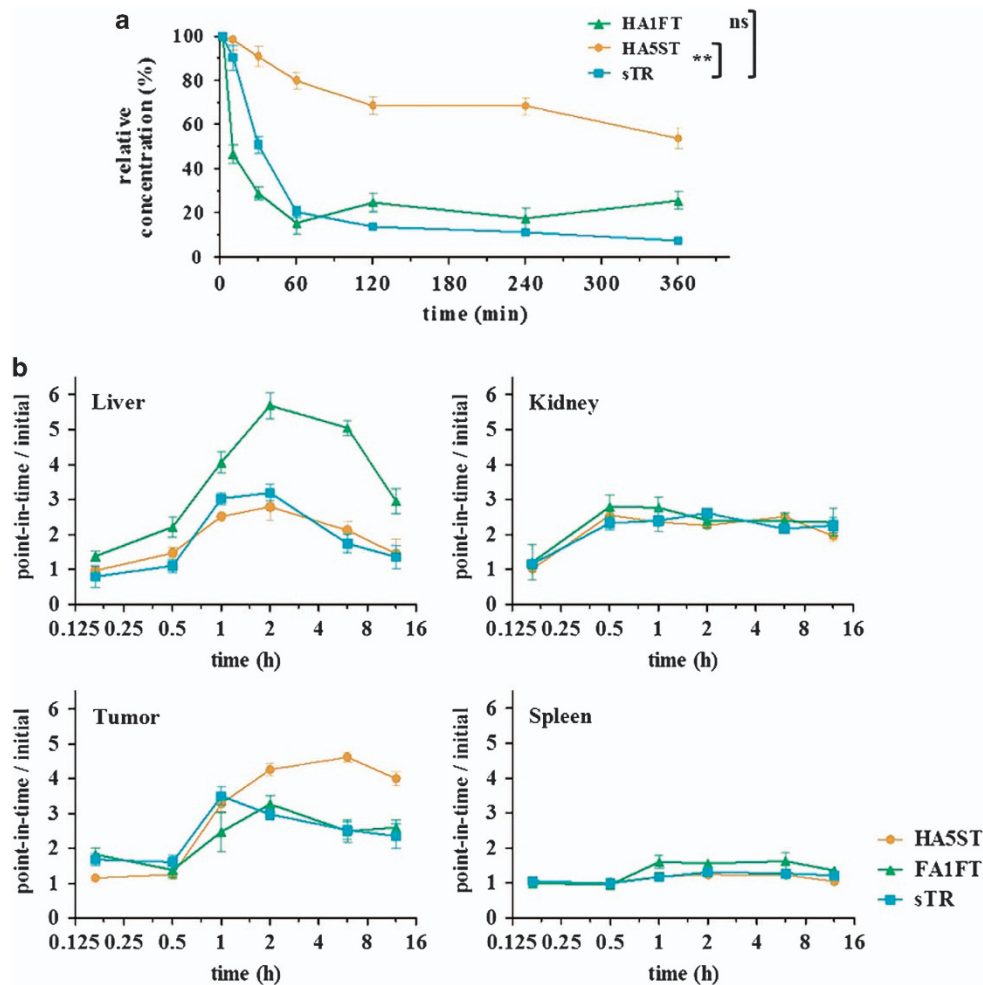 a
HA1FT
HA5ST
sTR
ns
**
relative
concentration (%)
100
80
60
40
20
0
0 60 120 180 240 300 360
time (min)
b
Liver
point-in-time / initial
6
5
4
3
2
1
0
0.125 0.25 0.5 1 2 4 8 16
time (h)
Kidney
point-in-time / initial
6
5
4
3
2
1
0
0.125 0.25 0.5 1 2 4 8 16
time (h)
Tumor
point-in-time / initial
6
5
4
3
2
1
0
0.125 0.25 0.5 1 2 4 8 16
time (h)
Spleen
point-in-time / initial
6
5
4
3
2
1
0
0.125 0.25 0.5 1 2 4 8 16
time (h)
HA5ST
FA1FT
sTR